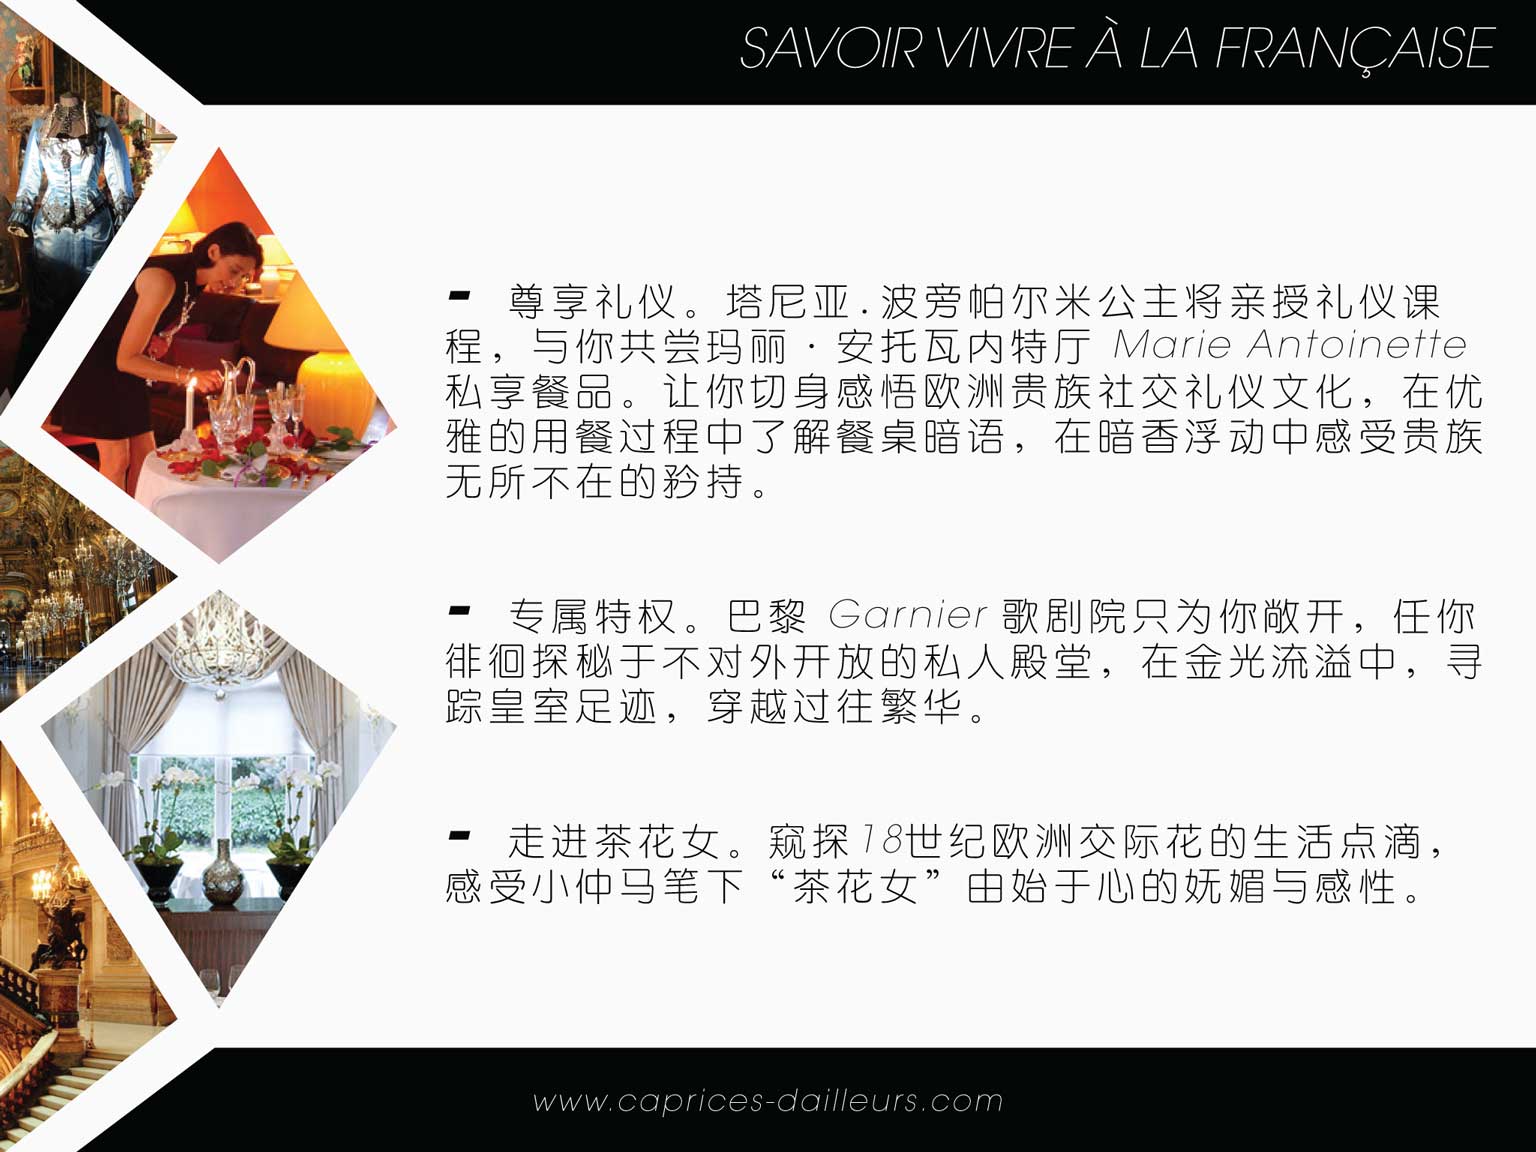 SAVOIR VIVRE À LA FRANÇAISE
- 尊享礼仪。塔尼亚.波旁帕尔米公主将亲授礼仪课
程，与你共尝玛丽·安托瓦内特厅 Marie Antoinette
私享餐品。让你切身感悟欧洲贵族社交礼仪文化，在优
雅的用餐过程中了解餐桌暗语，在暗香浮动中感受贵族
无所不在的矜持。
- 专属特权。巴黎 Garnier 歌剧院只为你敞开，任你
徘徊探秘于不对外开放的私人殿堂，在金光流溢中，寻
踪皇室足迹，穿越过往繁华。
- 走进茶花女。窥探18世纪欧洲交际花的生活点滴，
感受小仲马笔下“茶花女”由始于心的妩媚与感性。
www.caprices-dailleurs.com